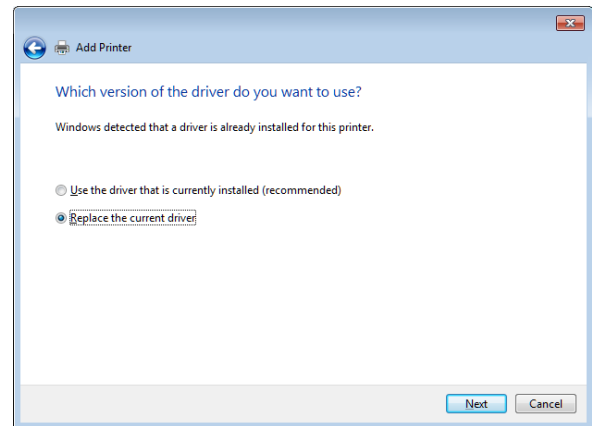 Add Printer
Which version of the driver do you want to use?
Windows detected that a driver is already installed for this printer.
Use the driver that is currently installed (recommended)
Replace the current driver
Next Cancel